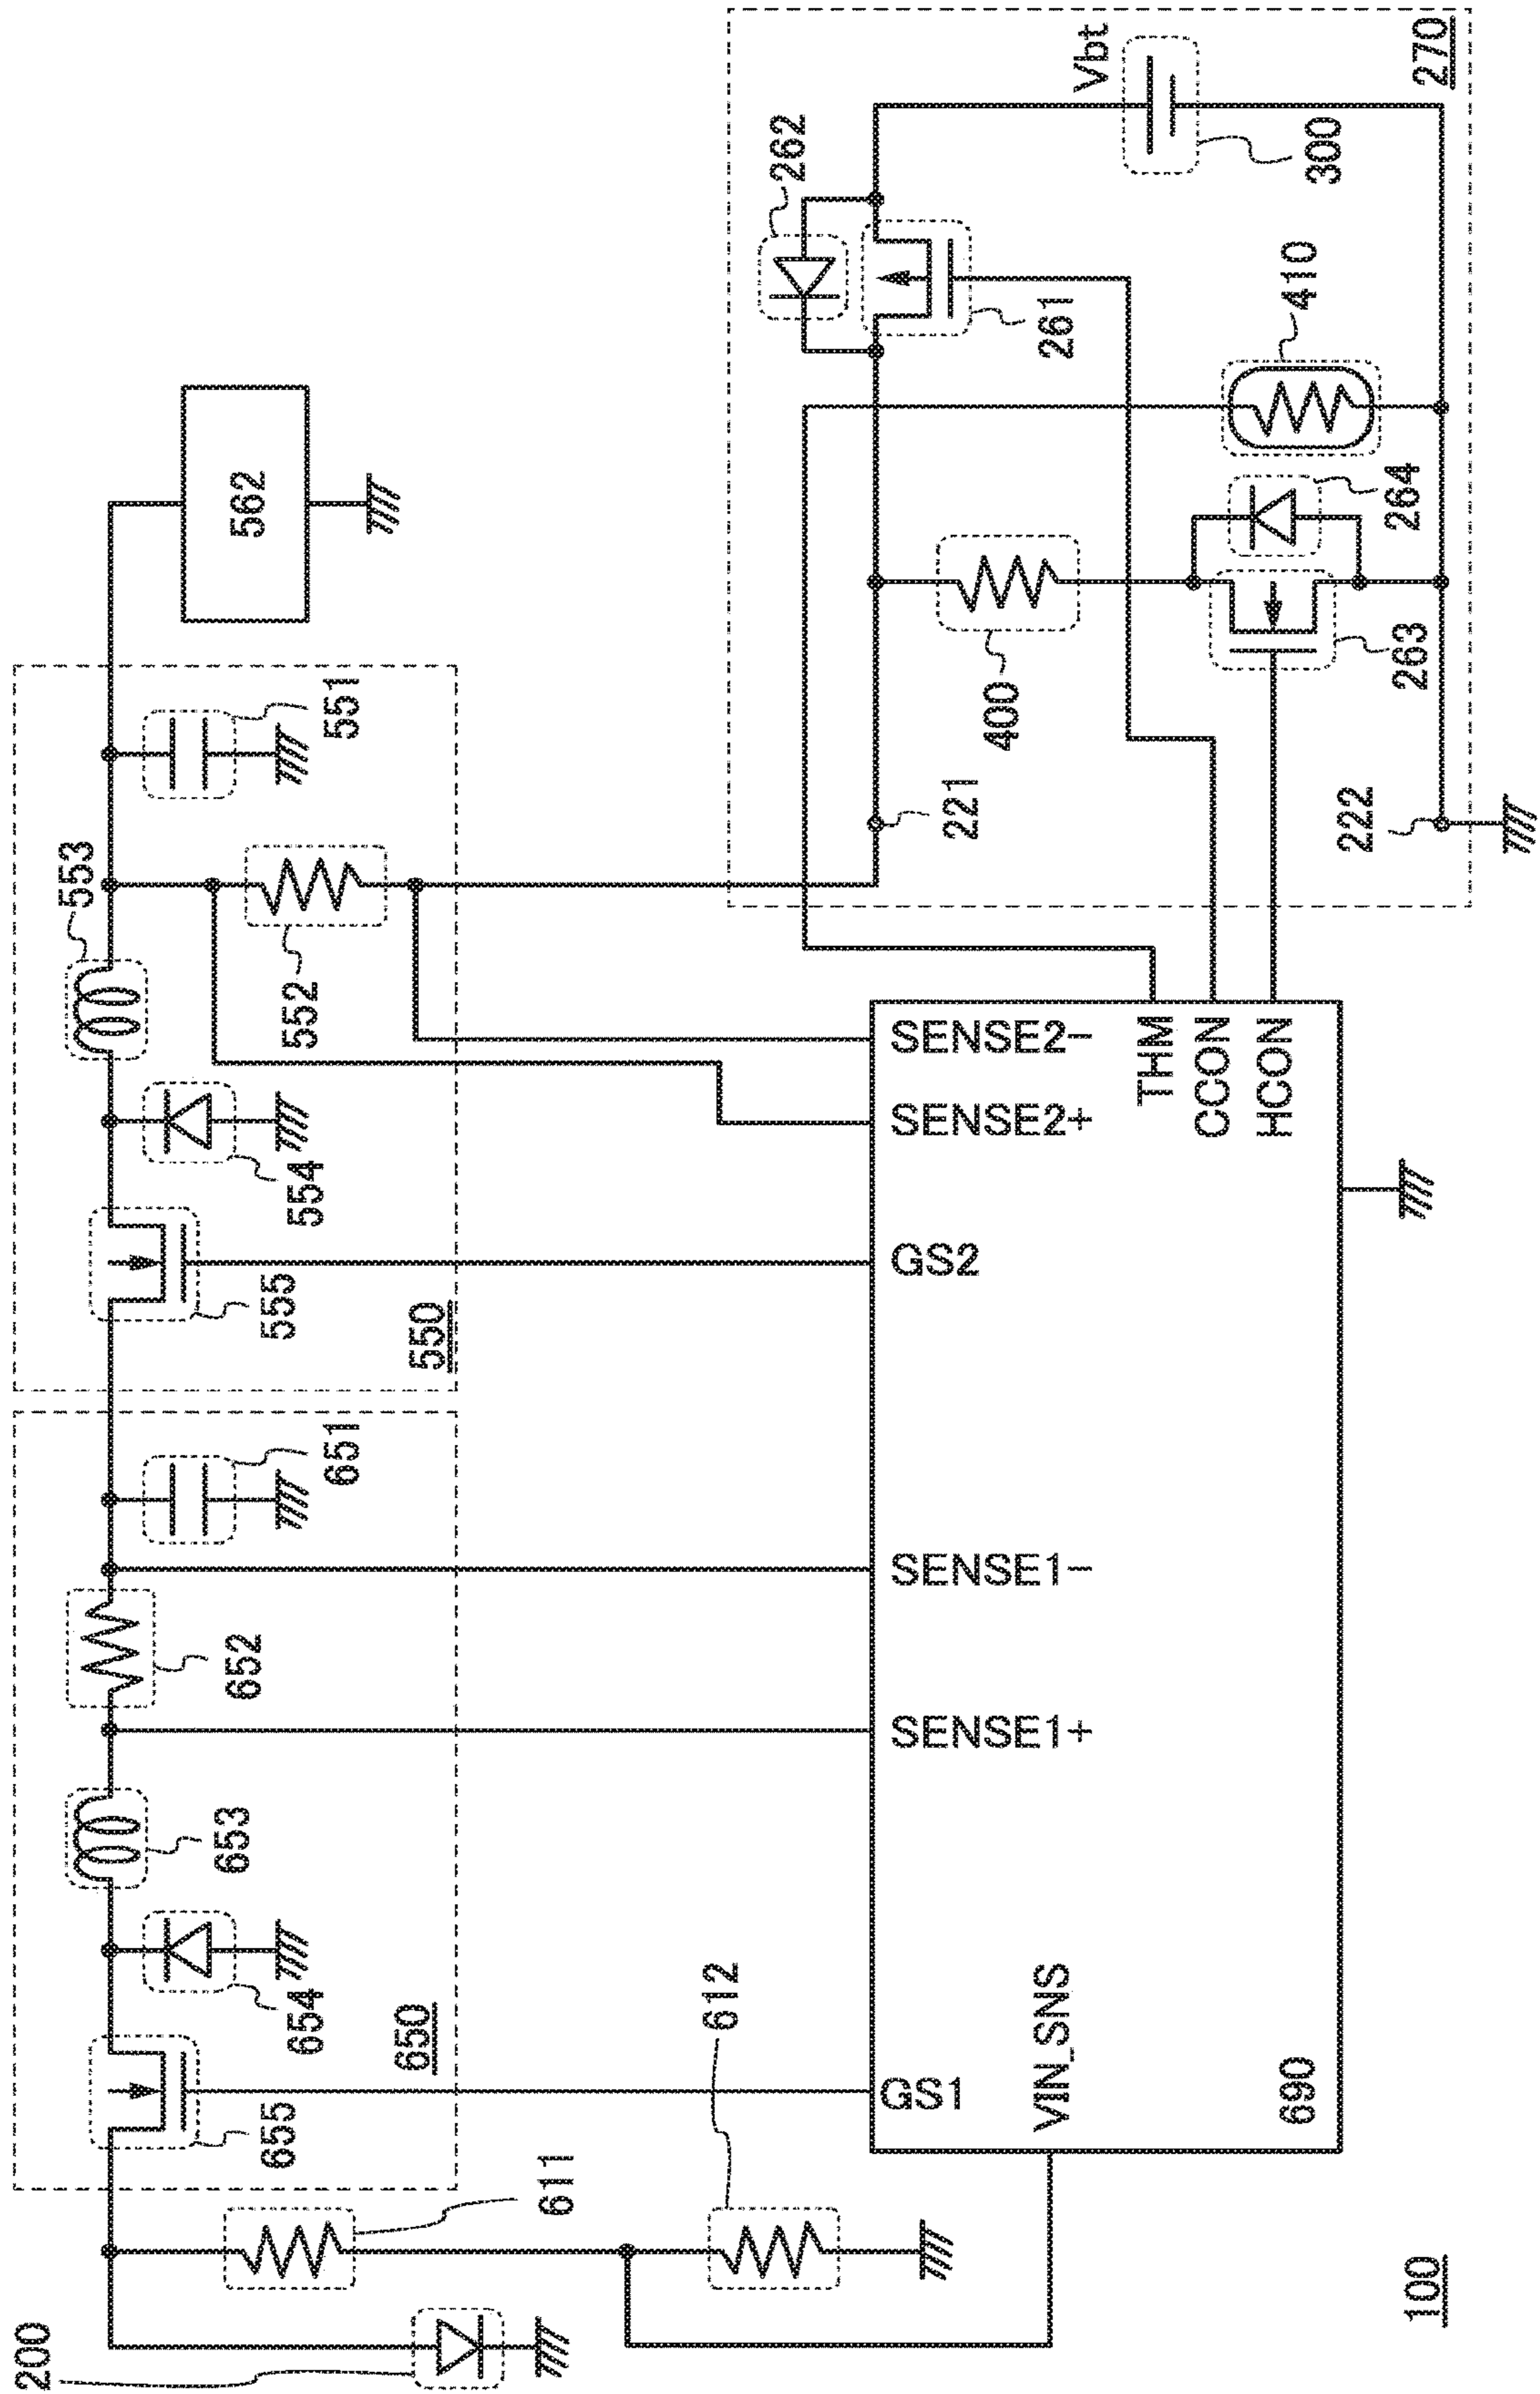 200
655
654
653
652
651
650
555
554
553
552
551
550
562
611
612
GS1
SENSE1+
SENSE1-
GS2
SENSE2+
SENSE2-
VIN_SNS
THM
CCON
HCON
690
221
222
400
262
261
263
264
410
Vbt
300
270
100